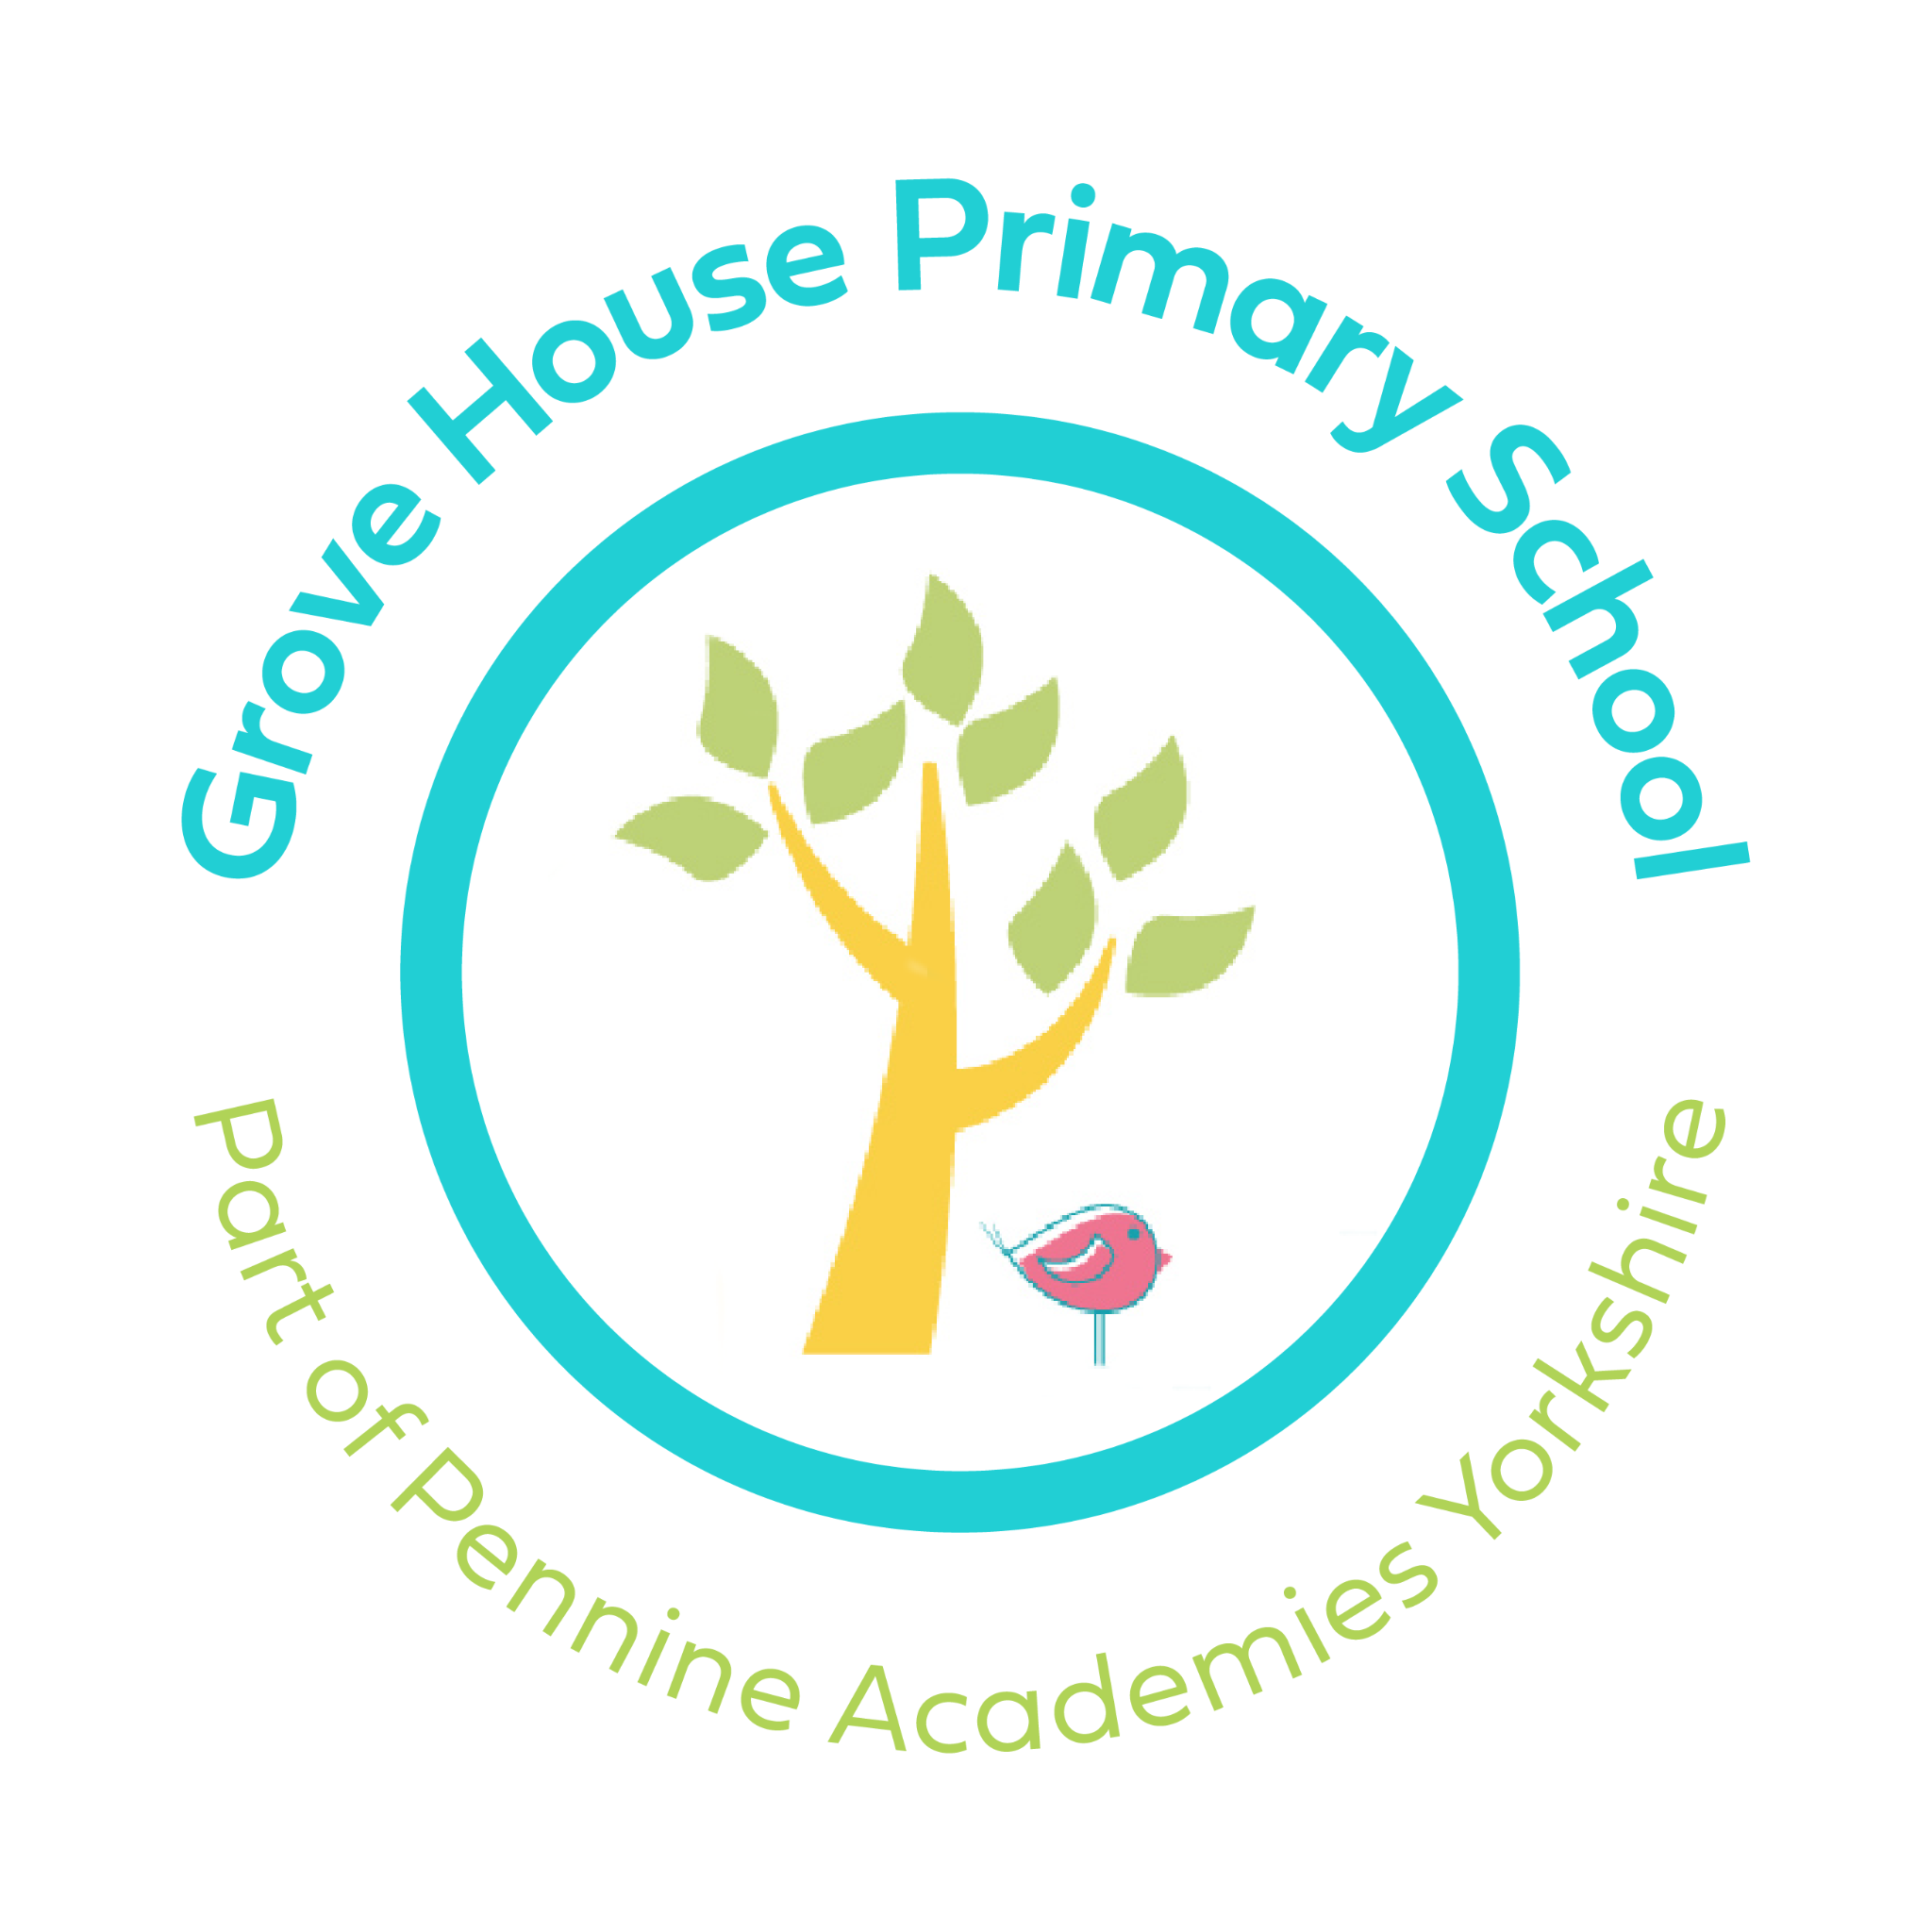 Grove House Primary School
Part of Pennine Academies Yorkshire